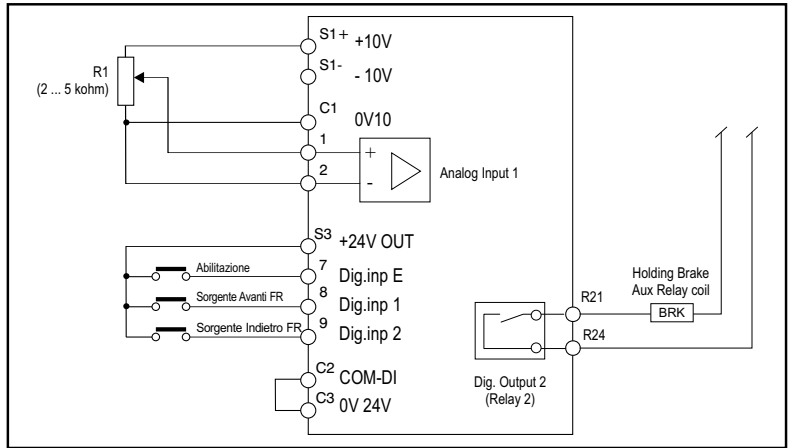 S1+ +10V
R1
(2 ... 5 kohm)
S1- - 10V
C1
0V10
1
+
Analog Input 1
2
-
S3 +24V OUT
Abilitazione
7 Dig.inp E
Sorgente Avanti FR
8 Dig.inp 1
Sorgente Indietro FR
9 Dig.inp 2
C2 COM-DI
C3 0V 24V
R21
Holding Brake
Aux Relay coil
BRK
R24
Dig. Output 2
(Relay 2)